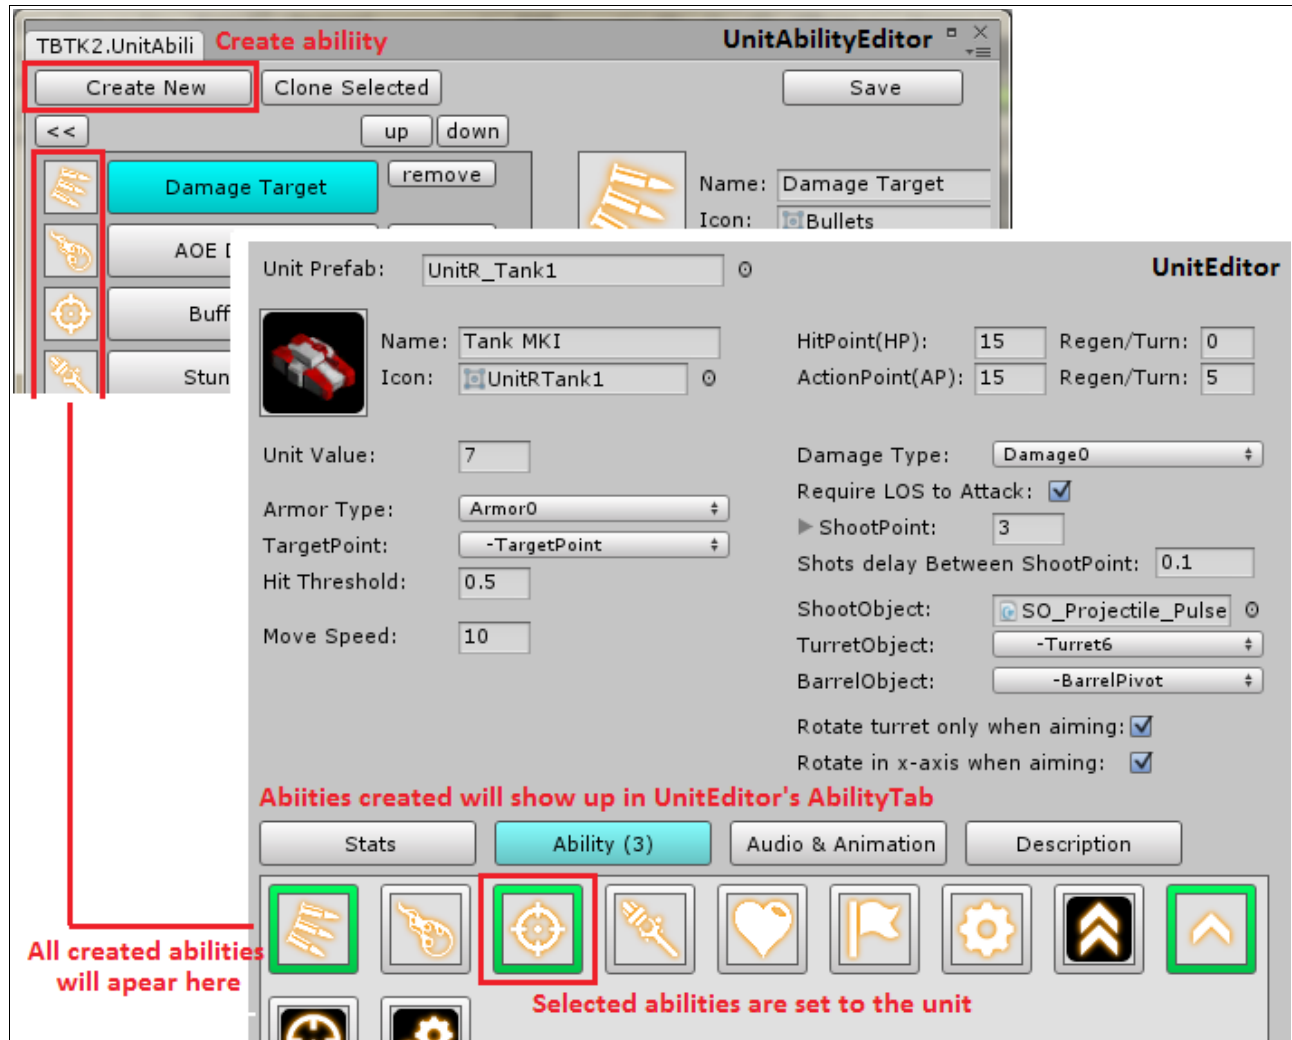 TBTK2.UnitAbili Create abiliity UnitAbilityEditor
Create New Clone Selected Save
<< up down
Damage Target remove Name: Damage Target
Icon: Bullets
AOE
Buff
Stun
Unit Prefab: UnitR_Tank1 UnitEditor
Name: Tank MKI HitPoint(HP): 15 Regen/Turn: 0
Icon: UnitRTank1 ActionPoint(AP): 15 Regen/Turn: 5
Unit Value: 7 Damage Type: Damage0
Require LOS to Attack:
Armor Type: Armor0 ShootPoint: 3
TargetPoint: -TargetPoint Shots delay Between ShootPoint: 0.1
Hit Threshold: 0.5
ShootObject: SO_Projectile_Pulse
Move Speed: 10 TurretObject: -Turret6
BarrelObject: -BarrelPivot
Rotate turret only when aiming:
Rotate in x-axis when aiming:
Abiities created will show up in UnitEditor's AbilityTab
Stats Ability (3) Audio & Animation Description
All created abilities
will apear here
Selected abilities are set to the unit